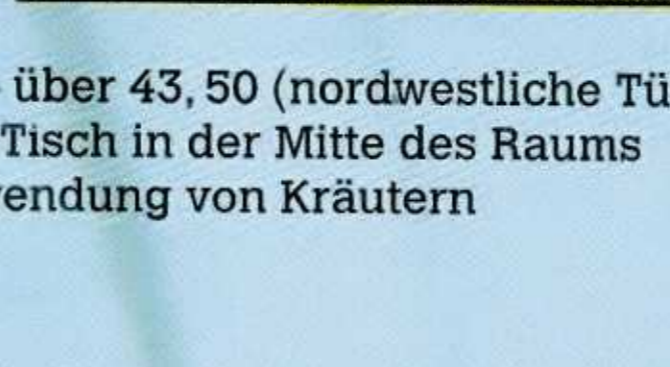 über 43, 50 (nordwestliche Tü
Tisch in der Mitte des Raums
endung von Kräutern